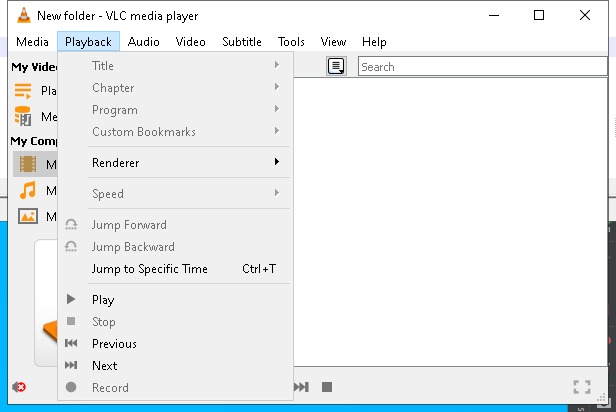 New folder - VLC media player
Media Playback Audio Video Subtitle Tools View Help
My Vide
Pla
Me
My Comp
M
M
M
Search
Title
Chapter
Program
Custom Bookmarks
Renderer
Speed
Jump Forward
Jump Backward
Jump to Specific Time Ctrl+T
Play
Stop
Previous
Next
Record